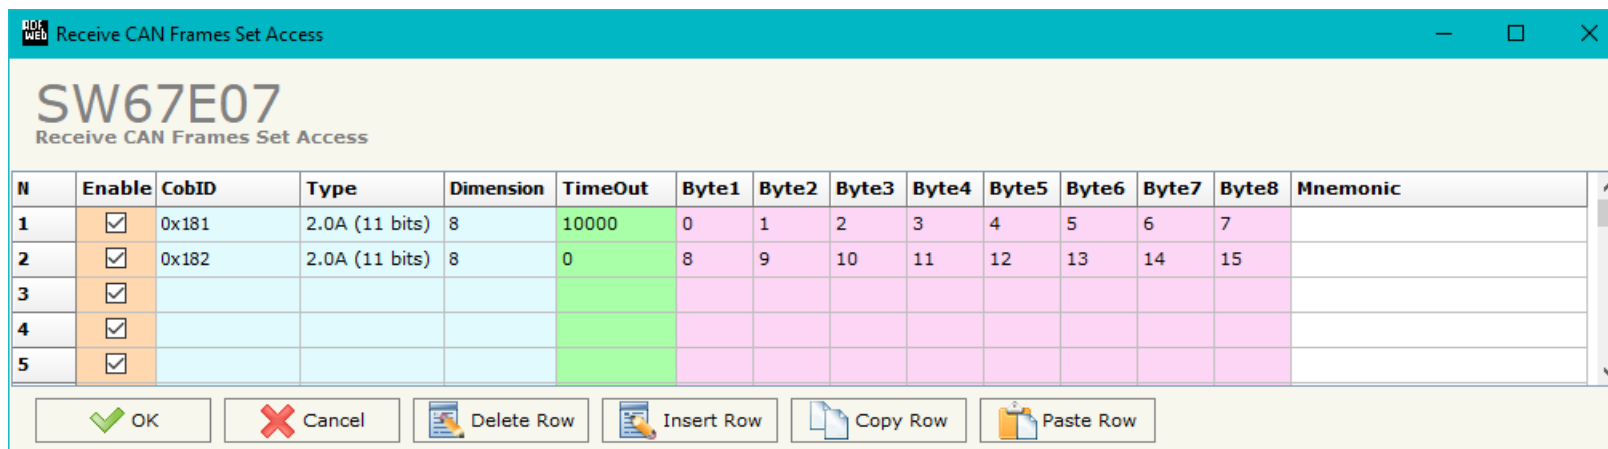 ADF WEB Receive CAN Frames Set Access
SW67E07
Receive CAN Frames Set Access
N Enable CobID Type Dimension TimeOut Byte1 Byte2 Byte3 Byte4 Byte5 Byte6 Byte7 Byte8 Mnemonic
1 0x181 2.0A (11 bits) 8 10000 0 1 2 3 4 5 6 7
2 0x182 2.0A (11 bits) 8 0 8 9 10 11 12 13 14 15
3
4
5
OK Cancel Delete Row Insert Row Copy Row Paste Row